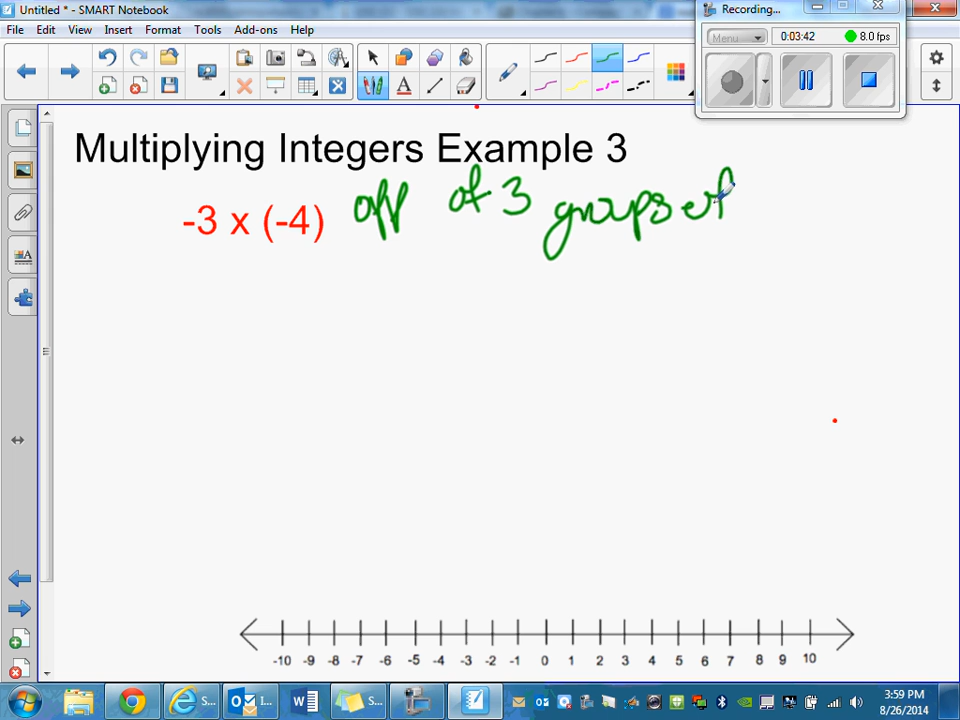 Untitled * - SMART Notebook
Recording...
File Edit View Insert Format Tools Add-ons Help
Menu
0:03:42
8.0 fps
Multiplying Integers Example 3
-3 x (-4) opp of 3 groups of
-10 -9 -8 -7 -6 -5 -4 -3 -2 -1 0 1 2 3 4 5 6 7 8 9 10
S...
I...
S...
3:59 PM
8/26/2014